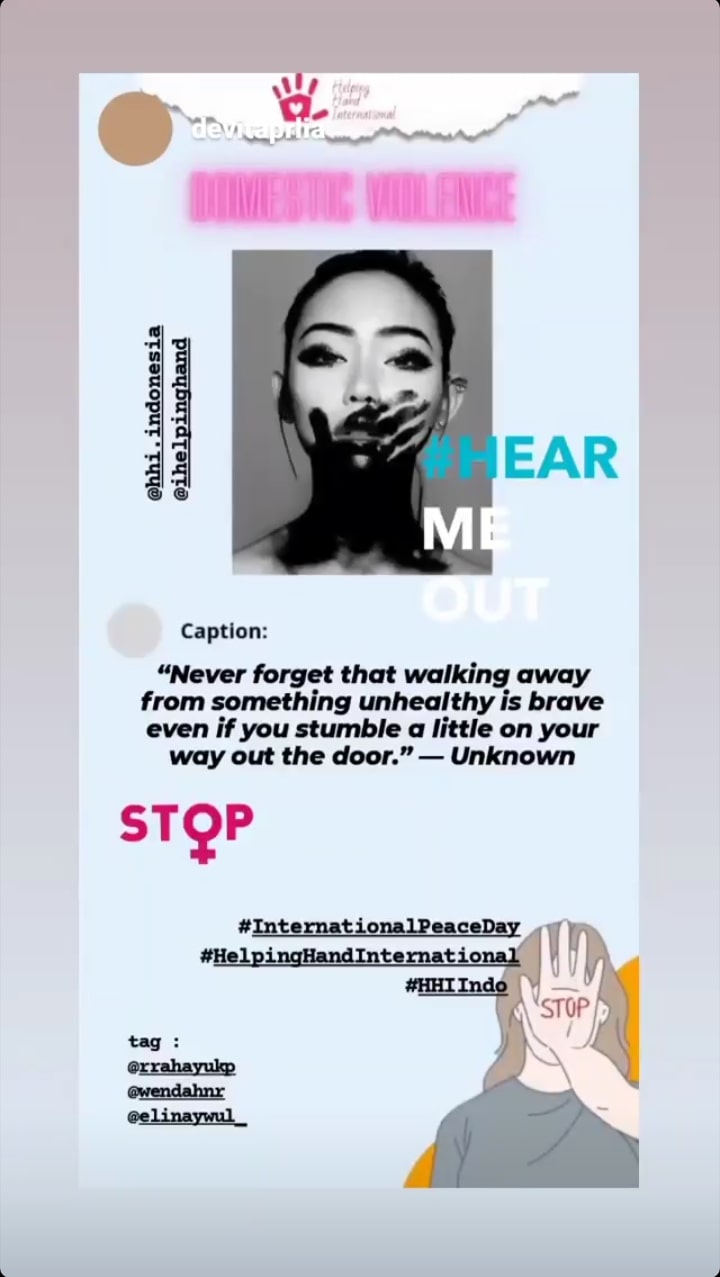 Helping
Hand
International
devitaprlia
DOMESTIC VIOLENCE
@hhi.indonesia
@ihelpinghand
#HEAR
ME
OUT
Caption:
“Never forget that walking away
from something unhealthy is brave
even if you stumble a little on your
way out the door.” — Unknown
STOP
#InternationalPeaceDay
#HelpingHandInternational
#HHIIndo
STOP
tag :
@rrahayukp
@wendahnr
@elinaywul_